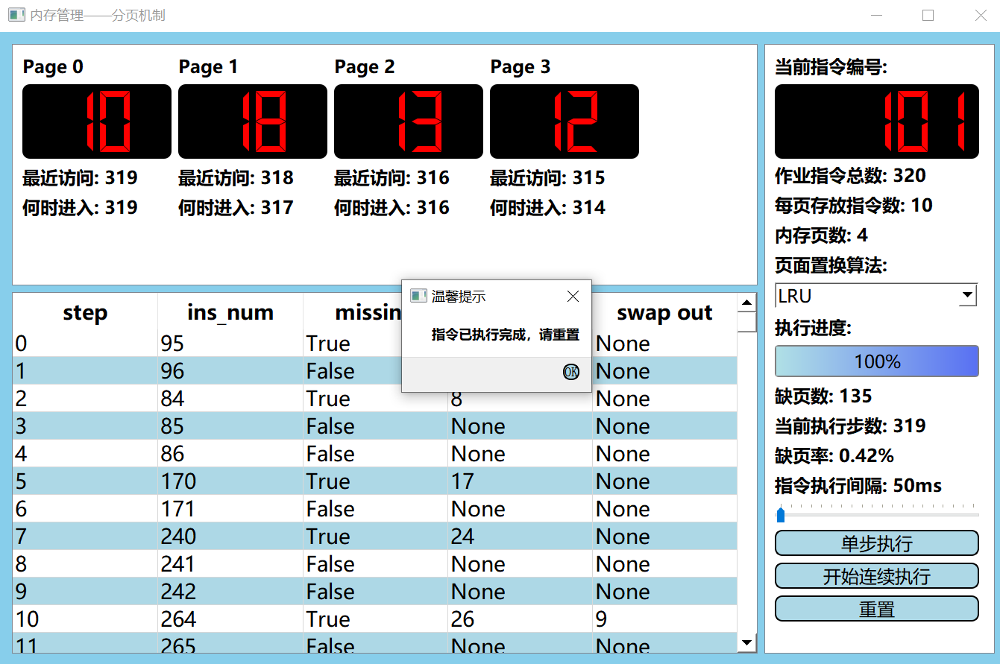 内存管理——分页机制
Page 0 Page 1 Page 2 Page 3
10 18 13 12
最近访问: 319 最近访问: 318 最近访问: 316 最近访问: 315
何时进入: 319 何时进入: 317 何时进入: 316 何时进入: 314
当前指令编号:
101
作业指令总数: 320
每页存放指令数: 10
内存页数: 4
页面置换算法:
LRU
执行进度:
100%
缺页数: 135
当前执行步数: 319
缺页率: 0.42%
指令执行间隔: 50ms
单步执行
开始连续执行
重置
温馨提示
指令已执行完成，请重置
OK
step ins_num missin swap out
0 95 True None
1 96 False None
2 84 True 8 None
3 85 False None None
4 86 False None None
5 170 True 17 None
6 171 False None None
7 240 True 24 None
8 241 False None None
9 242 False None None
10 264 True 26 9
11 265 False None None